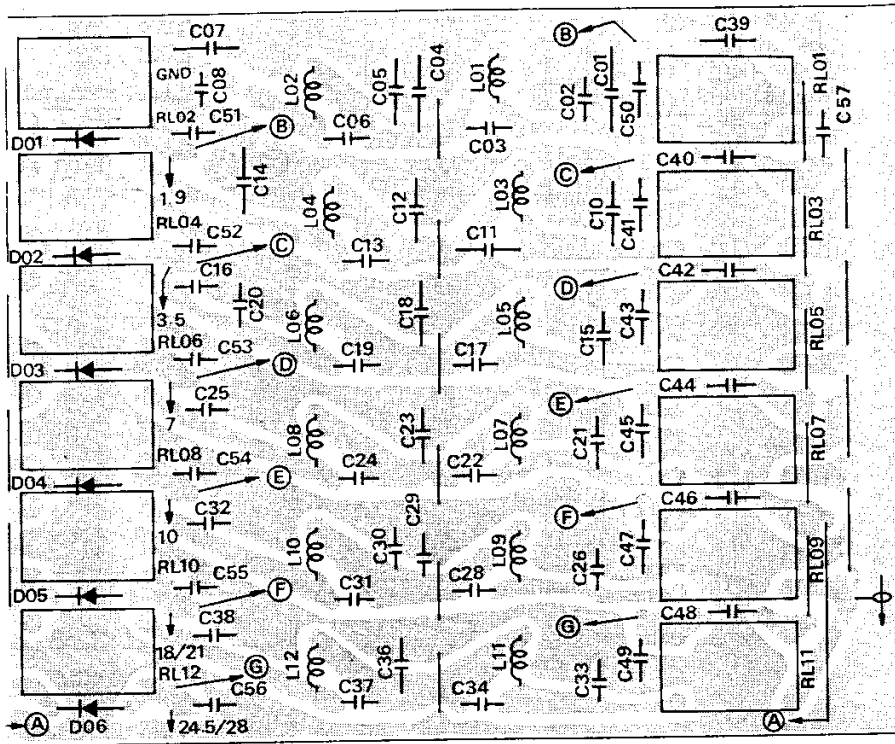 C07
C39
B
GND
C08
L02
C05
C04
L01
C02
C01
C50
RL01
C57
RL02
C51
B
C06
C03
D01
C40
C
C14
1,9
L04
C12
L03
C10
C41
RL03
RL04
C52
C
C13
C11
D02
C42
C16
D
C20
3.5
L06
C18
L05
C15
C43
RL05
RL06
C53
D
C19
C17
D03
C44
E
C25
7
L08
C23
L07
C21
C45
RL07
RL08
C54
E
C24
C22
D04
C46
C32
F
10
L10
C30
C29
L09
C26
C47
RL09
RL10
C55
F
C31
C28
D05
C48
C38
G
18/21
L12
C36
L11
C33
C49
RL11
RL12
G
C56
C37
C34
A
D06
24.5/28
A